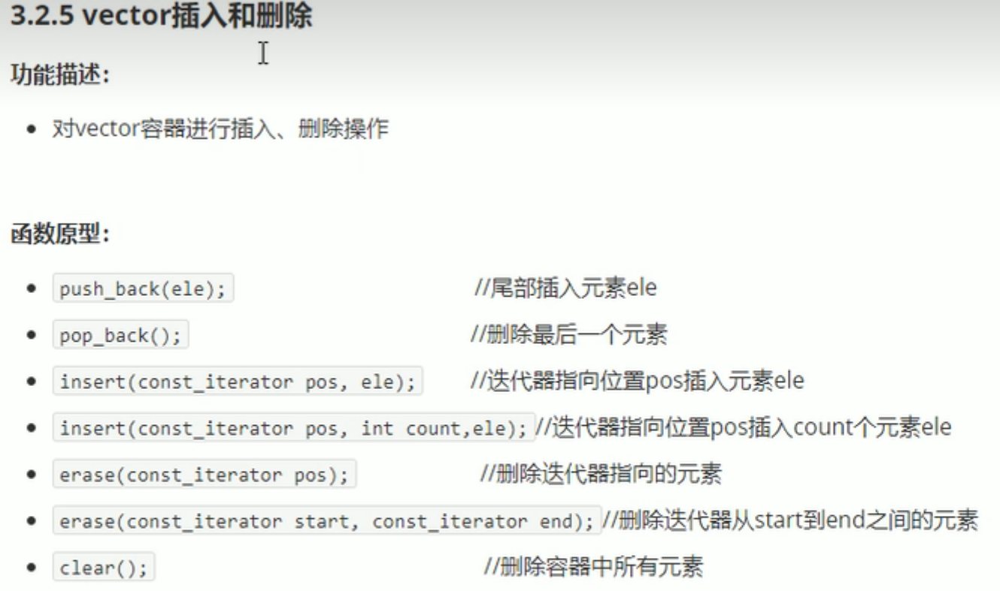 3.2.5 vector插入和删除
功能描述：
对vector容器进行插入、删除操作
函数原型：
push_back(ele); //尾部插入元素ele
pop_back(); //删除最后一个元素
insert(const_iterator pos, ele); //迭代器指向位置pos插入元素ele
insert(const_iterator pos, int count,ele); //迭代器指向位置pos插入count个元素ele
erase(const_iterator pos); //删除迭代器指向的元素
erase(const_iterator start, const_iterator end); //删除迭代器从start到end之间的元素
clear(); //删除容器中所有元素